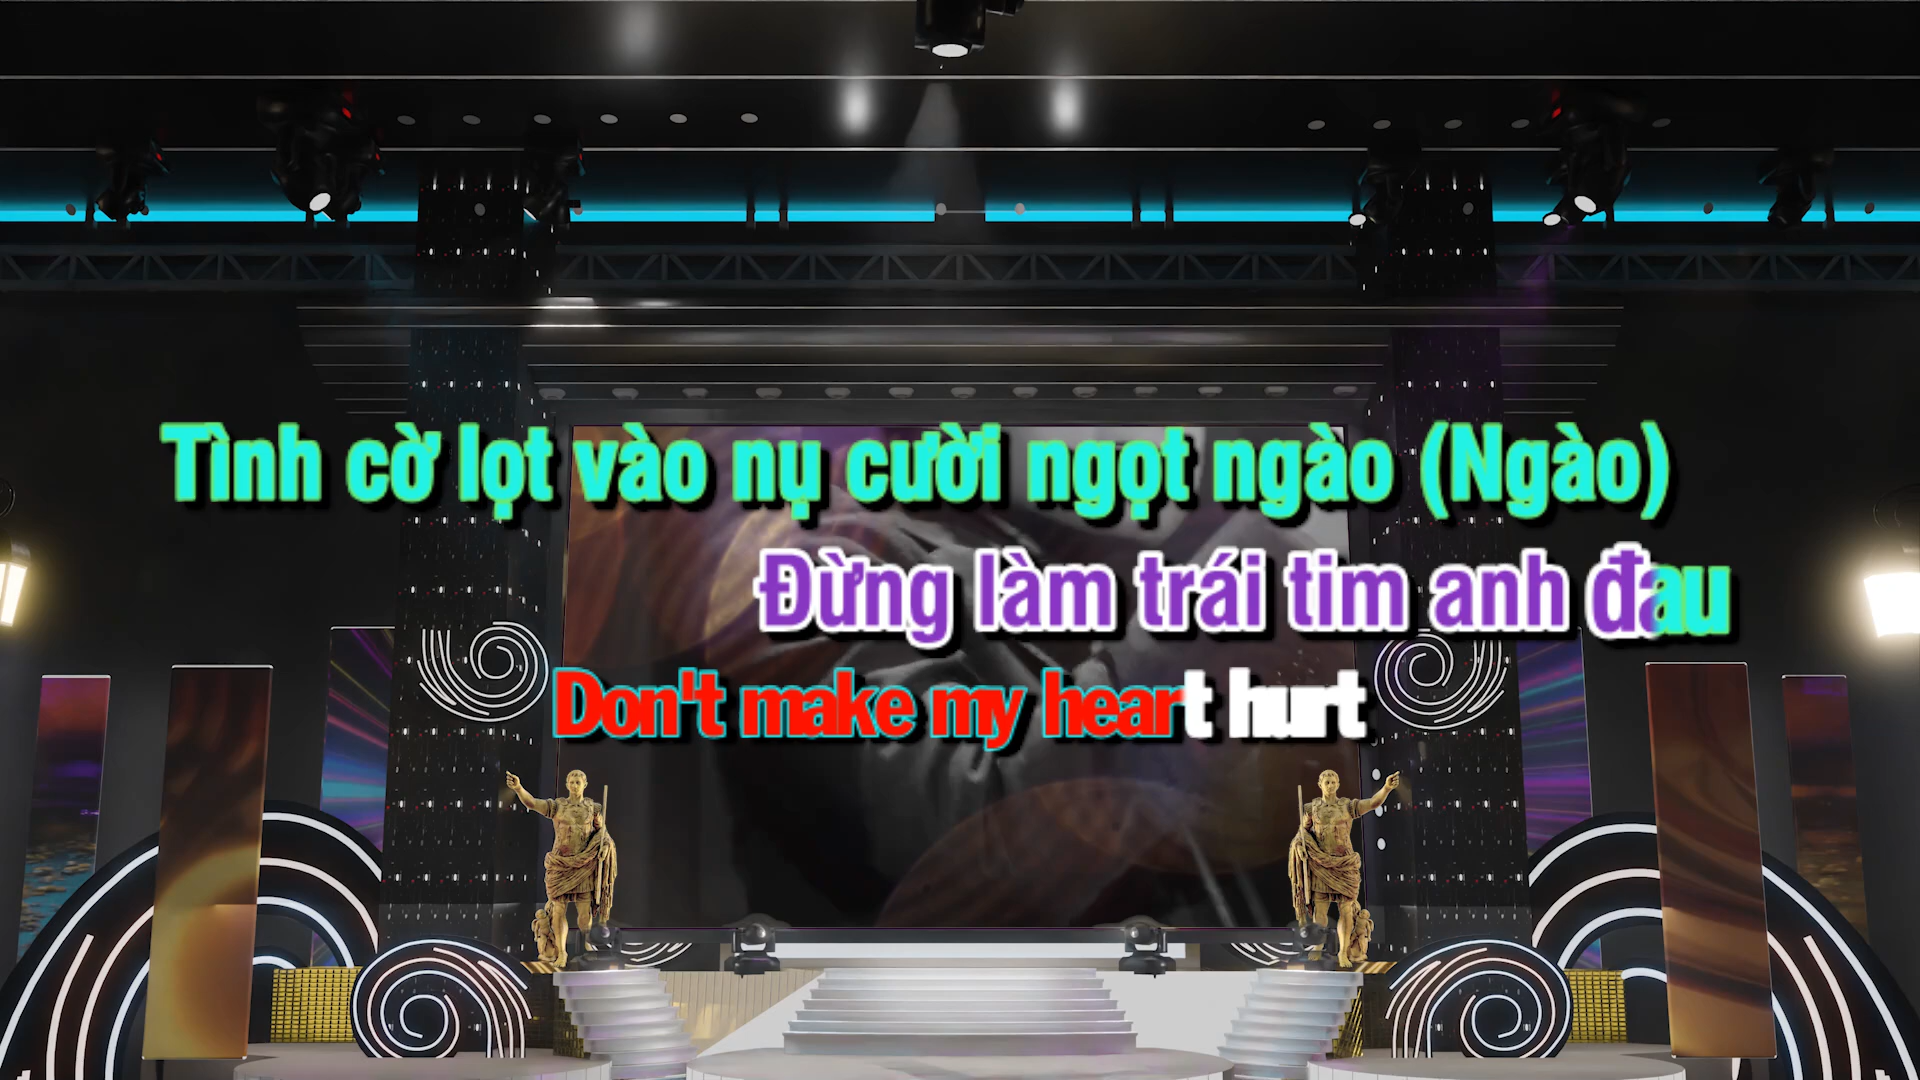 Tình cờ lọt vào nụ cười ngọt ngào (Ngào)
Đừng làm trái tim anh đau
Don't make my heart hurt